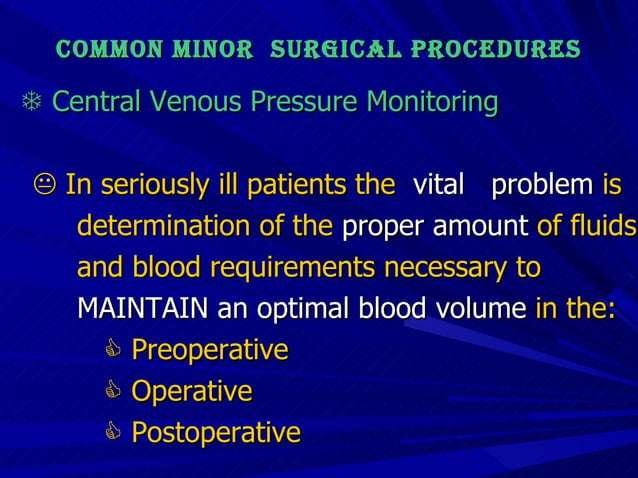 COMMON MINOR SURGICAL PROCEDURES
Central Venous Pressure Monitoring
In seriously ill patients the vital problem is
determination of the proper amount of fluids
and blood requirements necessary to
MAINTAIN an optimal blood volume in the:
Preoperative
Operative
Postoperative